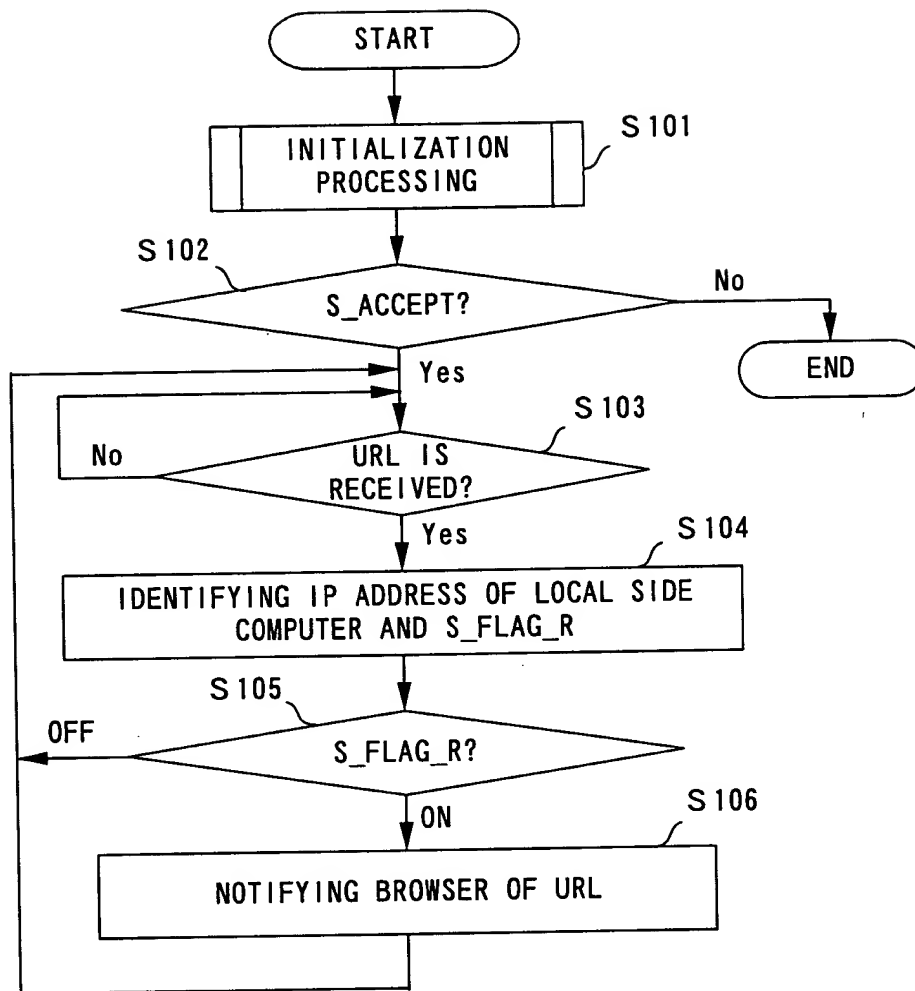 START
INITIALIZATION
PROCESSING
S101
S102
S_ACCEPT?
No
Yes
END
S103
URL IS
RECEIVED?
No
Yes
S104
IDENTIFYING IP ADDRESS OF LOCAL SIDE
COMPUTER AND S_FLAG_R
S105
OFF
S_FLAG_R?
ON
S106
NOTIFYING BROWSER OF URL